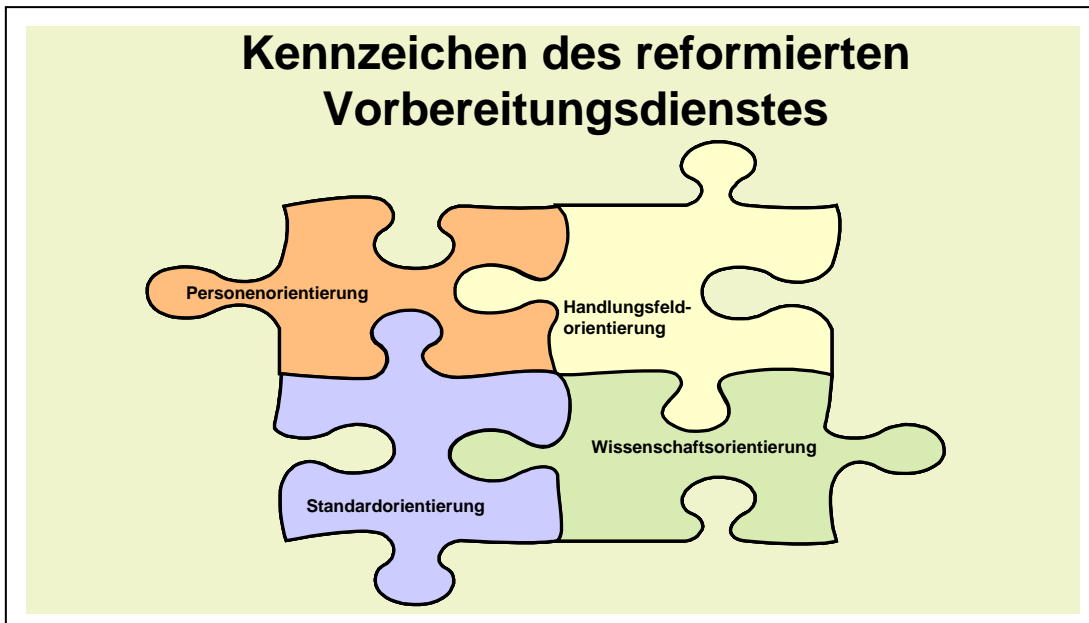 Kennzeichen des reformierten
Vorbereitungsdienstes
Personenorientierung
Handlungsfeld-
orientierung
Wissenschaftsorientierung
Standardorientierung